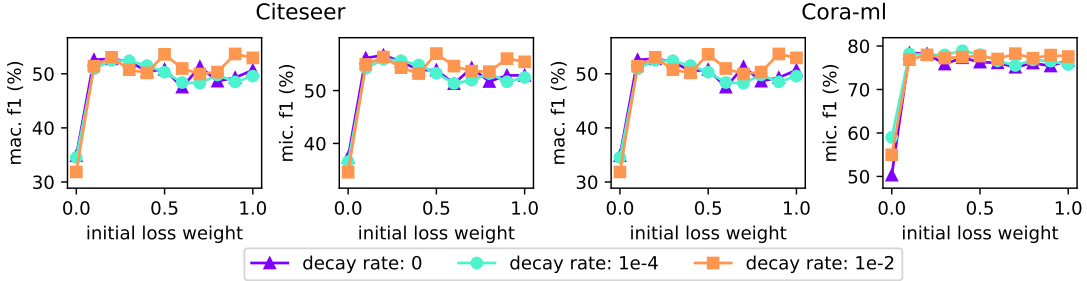 Citeseer
Cora-ml
mac. f1 (%)
50
40
30
0.0 0.5 1.0
initial loss weight
mic. f1 (%)
50
40
0.0 0.5 1.0
initial loss weight
mac. f1 (%)
50
40
30
0.0 0.5 1.0
initial loss weight
mic. f1 (%)
80
70
60
50
0.0 0.5 1.0
initial loss weight
decay rate: 0 decay rate: 1e-4 decay rate: 1e-2